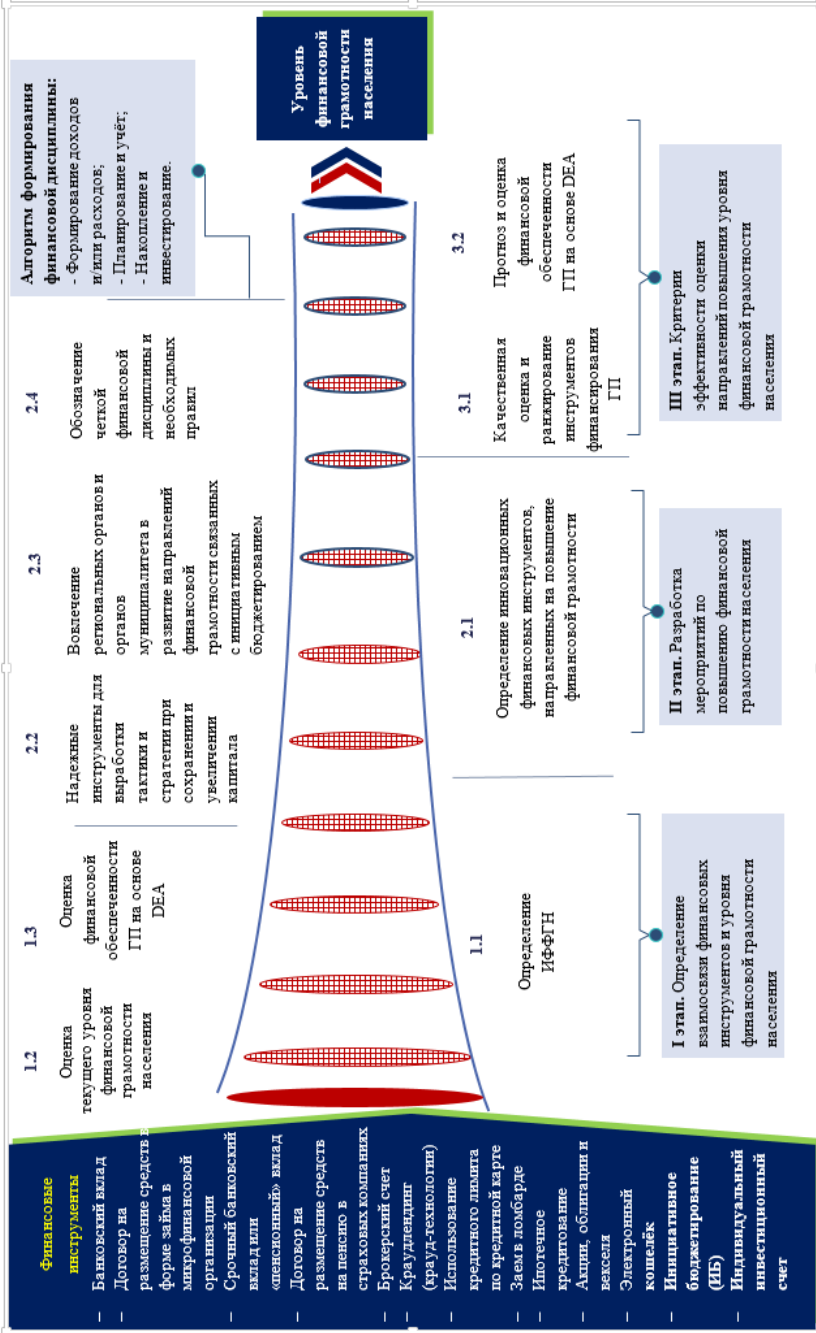 Финансовые
инструменты
– Банковский вклад
– Договор на
размещение средств в
форме займа в
микрофинансовой
организации
– Срочный банковский
вклад или
«пенсионный» вклад
– Договор на
размещение средств
на пенсию в
страховых компаниях
– Брокерский счет
– Краудлендинг
(крауд-технологии)
– Использование
кредитного лимита
по кредитной карте
– Заем в ломбарде
– Ипотечное
кредитование
– Акции, облигации и
векселя
– Электронный
кошелёк
– Инициативное
бюджетирование
(ИБ)
– Индивидуальный
инвестиционный
счет
1.2
Оценка
текущего уровня
финансовой
грамотности
населения
1.3
Оценка
финансовой
обеспеченности
ГП на основе
DEA
2.2
Надежные
инструменты для
выработки
тактики и
стратегии при
сохранении и
увеличении
капитала
2.3
Вовлечение
региональных органов и
органов
муниципалитета в
развитие направлений
финансовой
грамотности связанных
с инициативным
бюджетированием
2.4
Обозначение
четкой
финансовой
дисциплины и
необходимых
правил
Алгоритм формирования
финансовой дисциплины:
- Формирование доходов
и/или расходов;
- Планирование и учёт;
- Накопление и
инвестирование.
Уровень
финансовой
грамотности
населения
1.1
Определение
ИФФГН
2.1
Определение инновационных
финансовых инструментов,
направленных на повышение
финансовой грамотности
3.1
Качественная
оценка и
ранжирование
инструментов
финансирования
ГП
3.2
Прогноз и оценка
финансовой
обеспеченности
ГП на основе DEA
I этап. Определение
взаимосвязи финансовых
инструментов и уровня
финансовой грамотности
населения
II этап. Разработка
мероприятий по
повышению финансовой
грамотности населения
III этап. Критерии
эффективности оценки
направлений повышения уровня
финансовой грамотности
населения